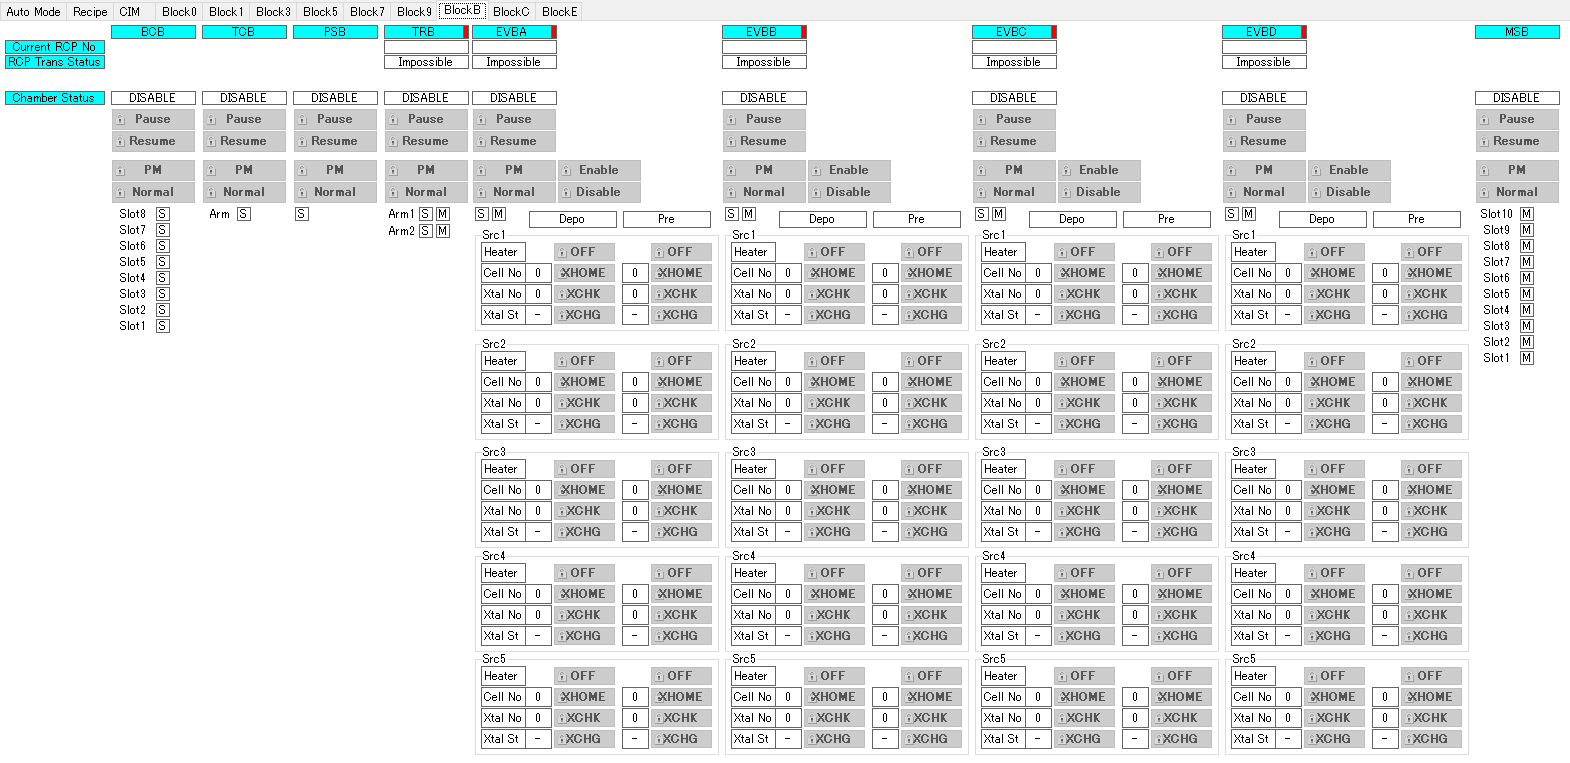 Auto Mode Recipe CIM Block0 Block1 Block3 Block5 Block7 Block9 BlockB BlockC BlockE
BCB TCB PSB TRB EVBA EVBB EVBC EVBD MSB
Current RCP No
RCP Trans Status Impossible Impossible Impossible Impossible Impossible
Chamber Status DISABLE DISABLE DISABLE DISABLE DISABLE DISABLE DISABLE DISABLE DISABLE
Pause Pause Pause Pause Pause Pause Pause Pause Pause
Resume Resume Resume Resume Resume Resume Resume Resume Resume
PM PM PM PM PM Enable PM Enable PM Enable PM Enable PM
Normal Normal Normal Normal Normal Disable Normal Disable Normal Disable Normal Disable Normal
Slot8 S Arm S S Arm1 S M S M Depo Pre S M Depo Pre S M Depo Pre S M Depo Pre Slot10 M
Slot7 S Arm2 S M Src1 Src1 Src1 Src1 Slot9 M
Slot6 S Heater OFF OFF Heater OFF OFF Heater OFF OFF Heater OFF OFF Slot8 M
Slot5 S Cell No 0 XHOME 0 XHOME Cell No 0 XHOME 0 XHOME Cell No 0 XHOME 0 XHOME Cell No 0 XHOME 0 XHOME Slot7 M
Slot4 S Slot6 M
Slot3 S Xtal No 0 XCHK 0 XCHK Xtal No 0 XCHK 0 XCHK Xtal No 0 XCHK 0 XCHK Xtal No 0 XCHK 0 XCHK Slot5 M
Slot2 S Xtal St - XCHG - XCHG Xtal St - XCHG - XCHG Xtal St - XCHG - XCHG Xtal St - XCHG - XCHG Slot4 M
Slot1 S Slot3 M
Src2 Src2 Src2 Src2 Slot2 M
Heater OFF OFF Heater OFF OFF Heater OFF OFF Heater OFF OFF Slot1 M
Cell No 0 XHOME 0 XHOME Cell No 0 XHOME 0 XHOME Cell No 0 XHOME 0 XHOME Cell No 0 XHOME 0 XHOME
Xtal No 0 XCHK 0 XCHK Xtal No 0 XCHK 0 XCHK Xtal No 0 XCHK 0 XCHK Xtal No 0 XCHK 0 XCHK
Xtal St - XCHG - XCHG Xtal St - XCHG - XCHG Xtal St - XCHG - XCHG Xtal St - XCHG - XCHG
Src3 Src3 Src3 Src3
Heater OFF OFF Heater OFF OFF Heater OFF OFF Heater OFF OFF
Cell No 0 XHOME 0 XHOME Cell No 0 XHOME 0 XHOME Cell No 0 XHOME 0 XHOME Cell No 0 XHOME 0 XHOME
Xtal No 0 XCHK 0 XCHK Xtal No 0 XCHK 0 XCHK Xtal No 0 XCHK 0 XCHK Xtal No 0 XCHK 0 XCHK
Xtal St - XCHG - XCHG Xtal St - XCHG - XCHG Xtal St - XCHG - XCHG Xtal St - XCHG - XCHG
Src4 Src4 Src4 Src4
Heater OFF OFF Heater OFF OFF Heater OFF OFF Heater OFF OFF
Cell No 0 XHOME 0 XHOME Cell No 0 XHOME 0 XHOME Cell No 0 XHOME 0 XHOME Cell No 0 XHOME 0 XHOME
Xtal No 0 XCHK 0 XCHK Xtal No 0 XCHK 0 XCHK Xtal No 0 XCHK 0 XCHK Xtal No 0 XCHK 0 XCHK
Xtal St - XCHG - XCHG Xtal St - XCHG - XCHG Xtal St - XCHG - XCHG Xtal St - XCHG - XCHG
Src5 Src5 Src5 Src5
Heater OFF OFF Heater OFF OFF Heater OFF OFF Heater OFF OFF
Cell No 0 XHOME 0 XHOME Cell No 0 XHOME 0 XHOME Cell No 0 XHOME 0 XHOME Cell No 0 XHOME 0 XHOME
Xtal No 0 XCHK 0 XCHK Xtal No 0 XCHK 0 XCHK Xtal No 0 XCHK 0 XCHK Xtal No 0 XCHK 0 XCHK
Xtal St - XCHG - XCHG Xtal St - XCHG - XCHG Xtal St - XCHG - XCHG Xtal St - XCHG - XCHG